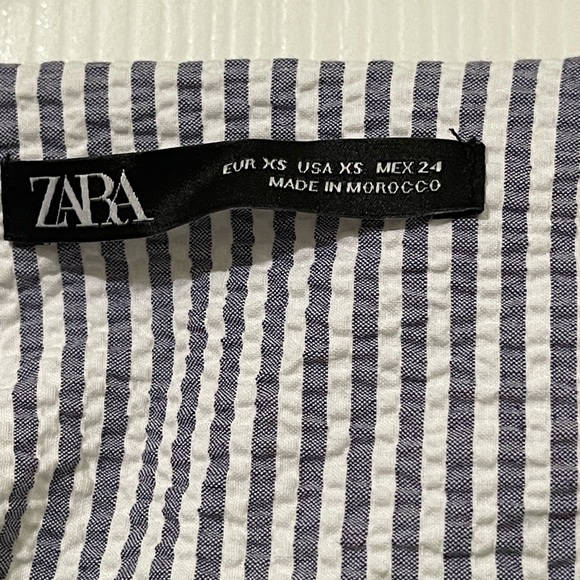 ZARA
EUR XS USA XS MEX 24
MADE IN MOROCCO